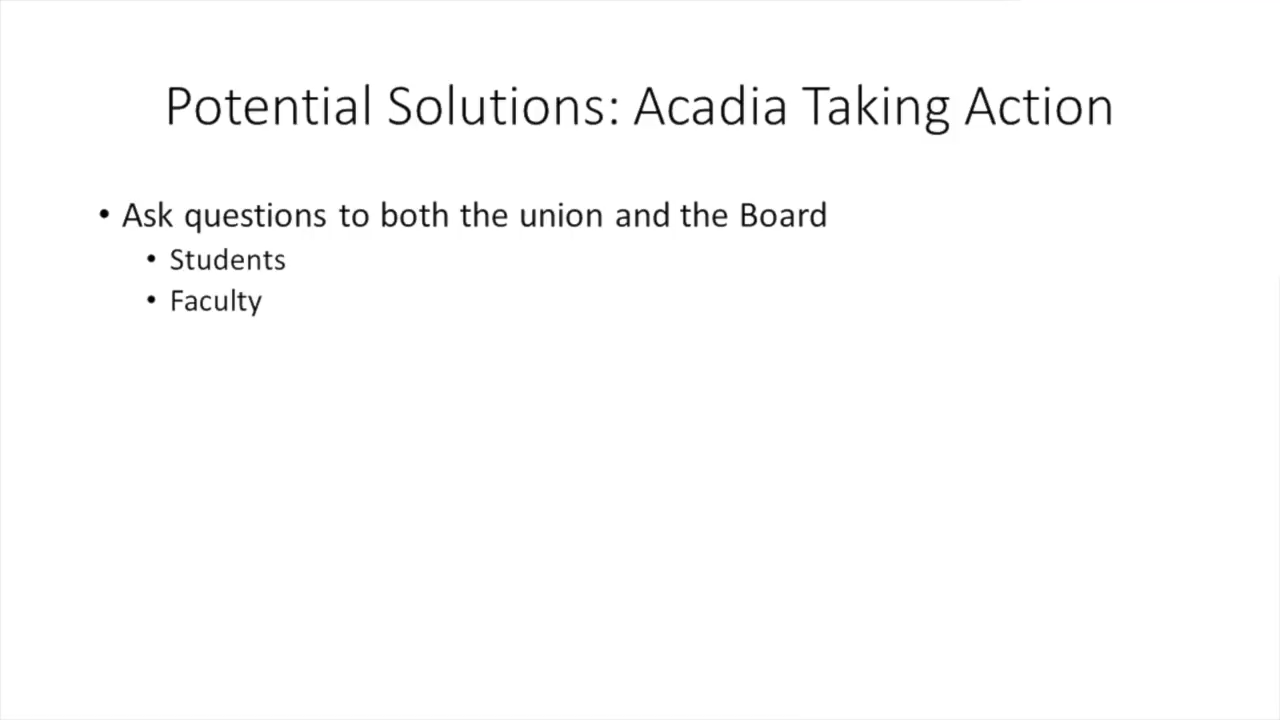 Potential Solutions: Acadia Taking Action
• Ask questions to both the union and the Board
• Students
• Faculty